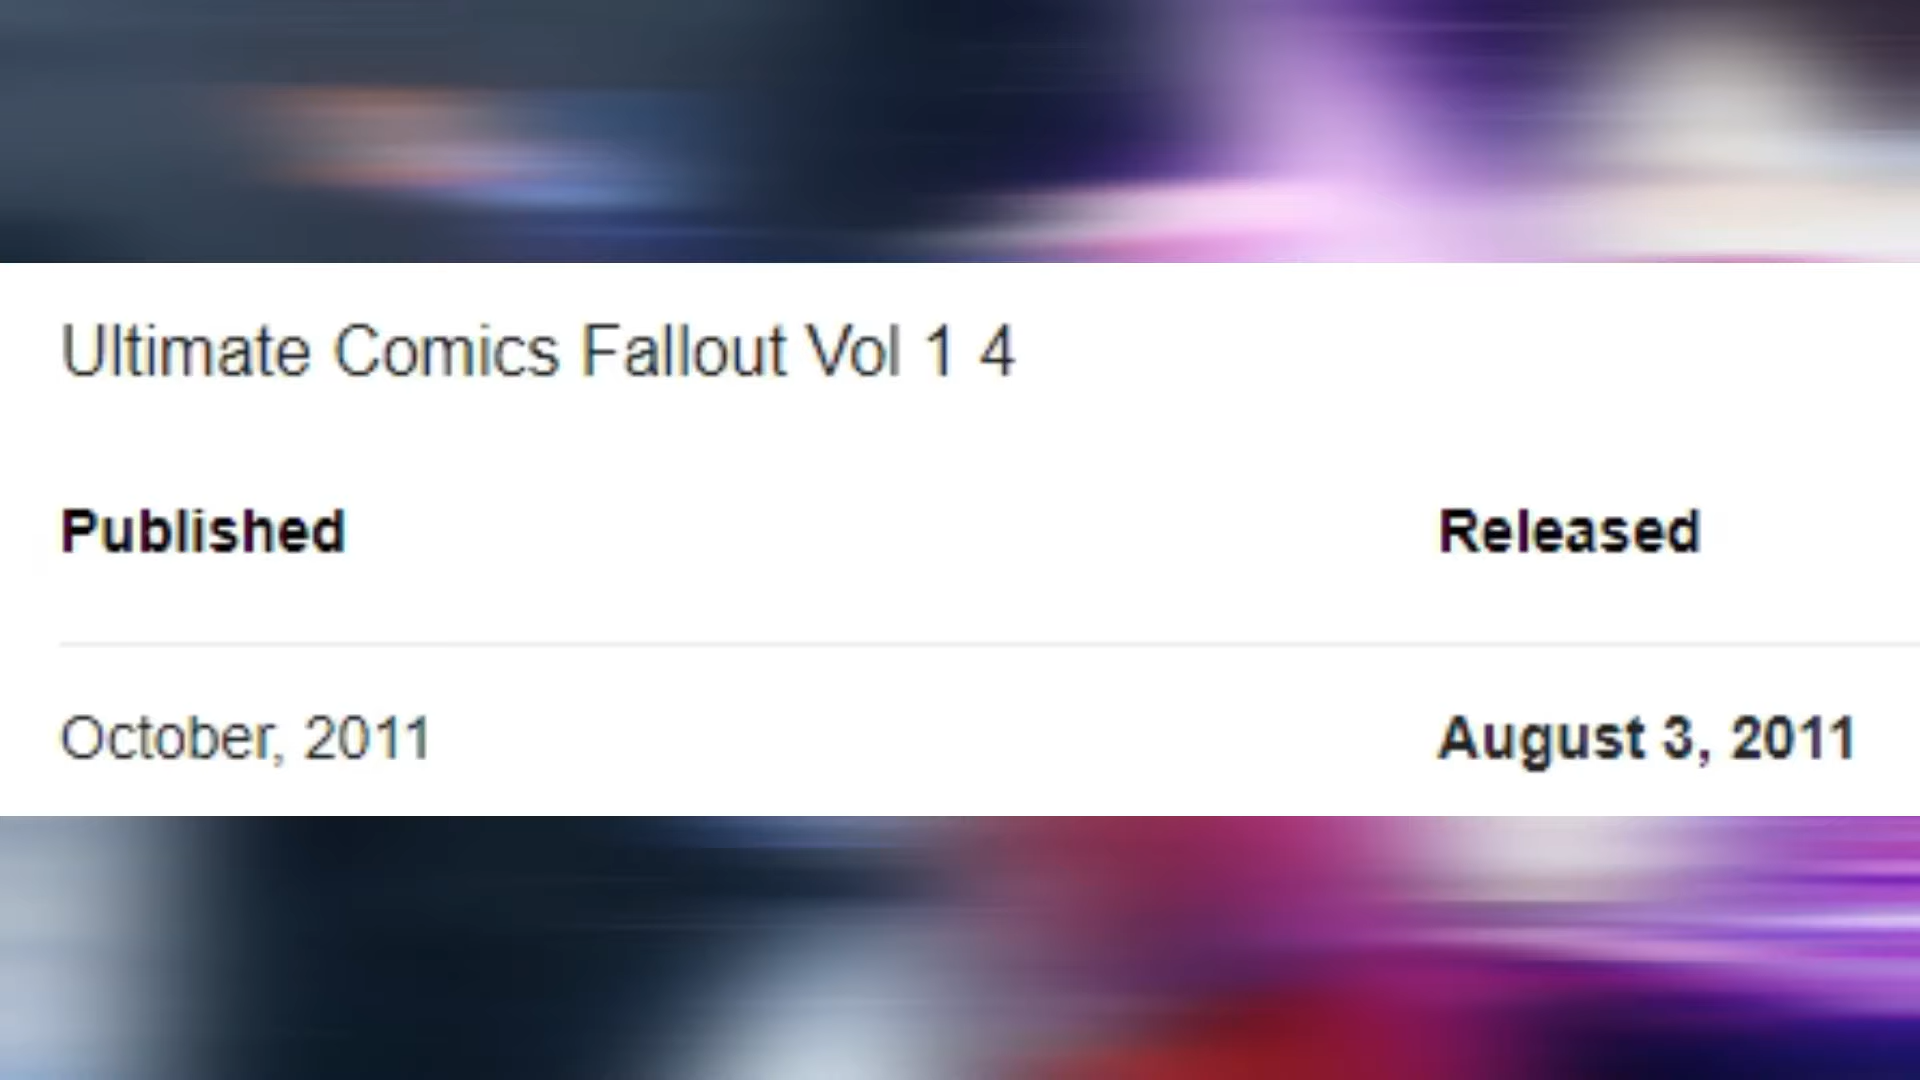 Ultimate Comics Fallout Vol 1 4
Published Released
October, 2011 August 3, 2011